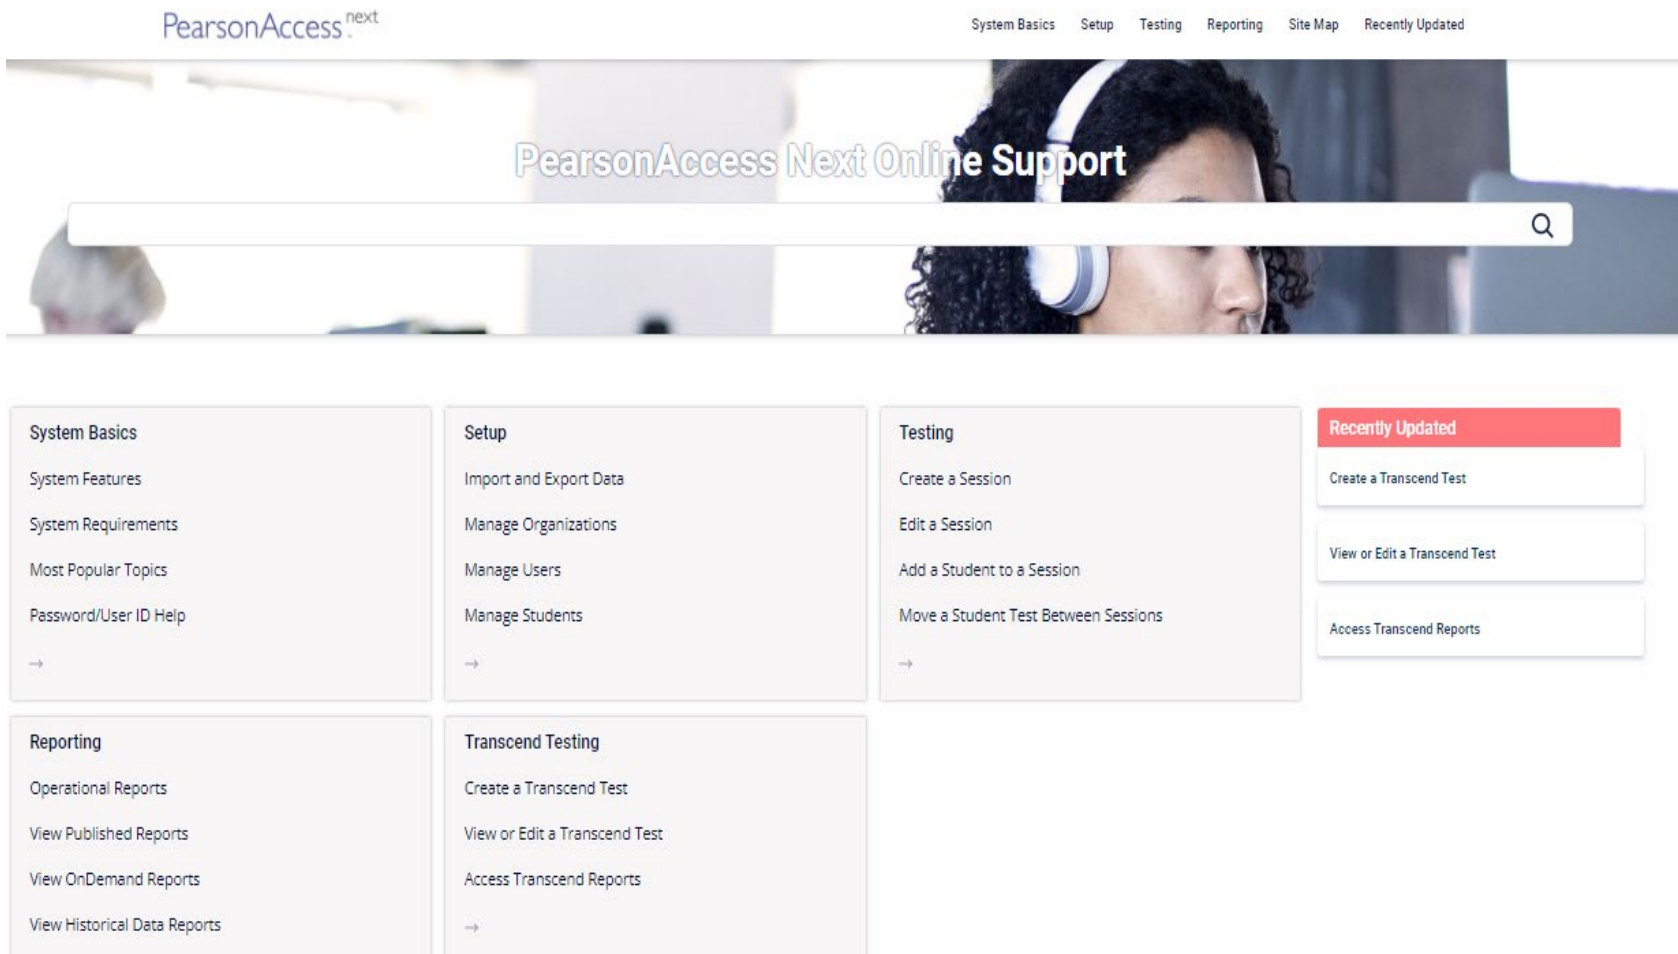 PearsonAccess next
System Basics Setup Testing Reporting Site Map Recently Updated
PearsonAccess Next Online Support
System Basics
System Features
System Requirements
Most Popular Topics
Password/User ID Help
→
Setup
Import and Export Data
Manage Organizations
Manage Users
Manage Students
→
Testing
Create a Session
Edit a Session
Add a Student to a Session
Move a Student Test Between Sessions
→
Recently Updated
Create a Transcend Test
View or Edit a Transcend Test
Access Transcend Reports
Reporting
Operational Reports
View Published Reports
View OnDemand Reports
View Historical Data Reports
Transcend Testing
Create a Transcend Test
View or Edit a Transcend Test
Access Transcend Reports
→